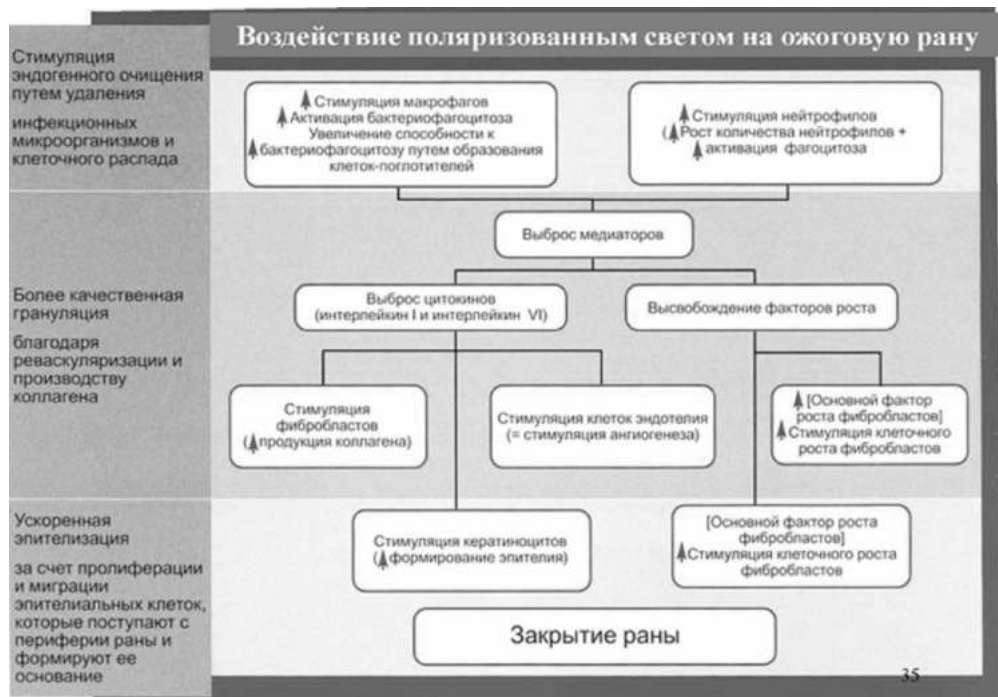 Воздействие поляризованным светом на ожоговую рану
Стимуляция
эндогенного очищения
путем удаления
инфекционных
микроорганизмов и
клеточного распада
Стимуляция макрофагов
Активация бактериофагоцитоза
Увеличение способности к
бактериофагоцитозу путем образования
клеток-поглотителей
Стимуляция нейтрофилов
(Рост количества нейтрофилов +
активация фагоцитоза
Выброс медиаторов
Более качественная
грануляция
благодаря
реваскуляризации и
производству
коллагена
Выброс цитокинов
(интерлейкин I и интерлейкин VI)
Высвобождение факторов роста
Стимуляция
фибробластов
(продукция коллагена)
Стимуляция клеток эндотелия
(= стимуляция ангиогенеза)
[Основной фактор
роста фибробластов]
Стимуляция клеточного
роста фибробластов
Ускоренная
эпителизация
за счет пролиферации
и миграции
эпителиальных клеток,
которые поступают с
периферии раны и
формируют ее
основание
Стимуляция кератиноцитов
(формирование эпителия)
[Основной фактор роста
фибробластов]
Стимуляция клеточного роста
фибробластов
Закрытие раны
35